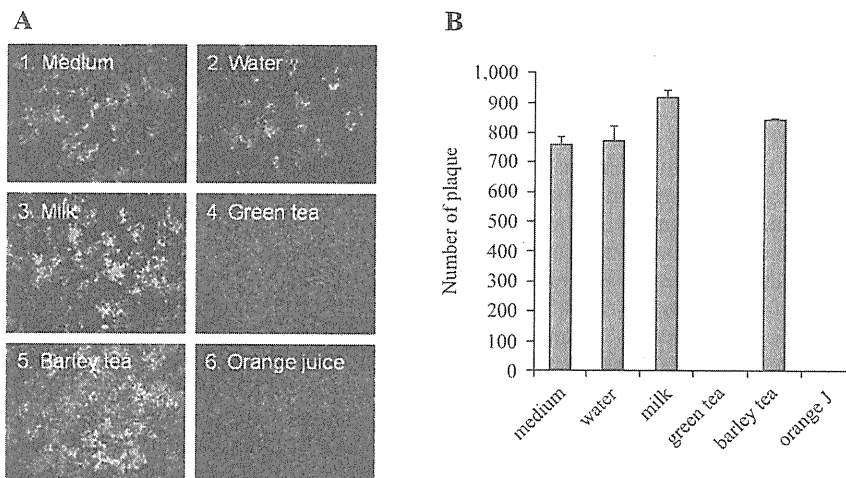 A
1. Medium
2. Water
3. Milk
4. Green tea
5. Barley tea
6. Orange juice
B
Number of plaque
1,000
900
800
700
600
500
400
300
200
100
0
medium
water
milk
green tea
barley tea
orange J